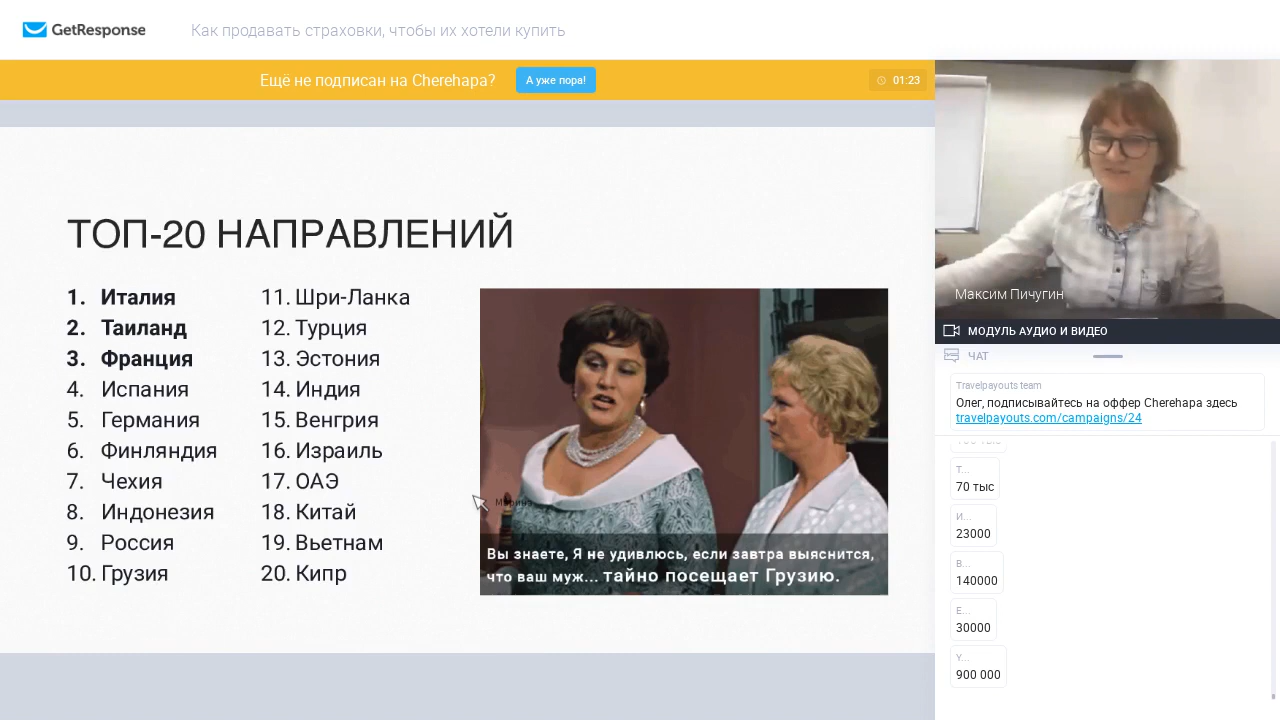 GetResponse
Как продавать страховки, чтобы их хотели купить
Ещё не подписан на Cherehapa?
А уже пора!
01:23
ТОП-20 НАПРАВЛЕНИЙ
1. Италия
2. Таиланд
3. Франция
4. Испания
5. Германия
6. Финляндия
7. Чехия
8. Индонезия
9. Россия
10. Грузия
11. Шри-Ланка
12. Турция
13. Эстония
14. Индия
15. Венгрия
16. Израиль
17. ОАЭ
18. Китай
19. Вьетнам
20. Кипр
Вы знаете, Я не удивлюсь, если завтра выяснится,
что ваш муж... тайно посещает Грузию.
Максим Пичугин
МОДУЛЬ АУДИО И ВИДЕО
ЧАТ
Travelpayouts team
Олег, подписывайтесь на оффер Cherehapa здесь
travelpayouts.com/campaigns/24
Т...
70 тыс
И...
23000
В...
140000
Е...
30000
Y...
900 000